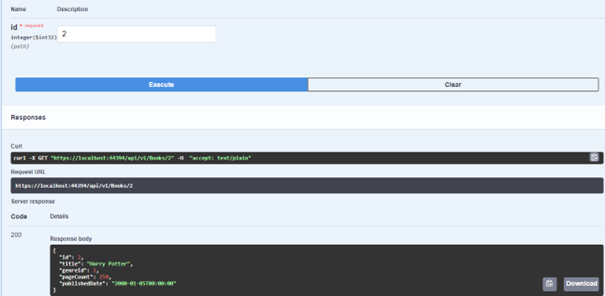 Name Description
id * required
integer($int32)
(path)
2
Execute Clear
Responses
Curl
curl -X GET "https://localhost:44394/api/v1/Books/2" -H "accept: text/plain"
Request URL
https://localhost:44394/api/v1/Books/2
Server response
Code Details
200
Response body
{
"id": 2,
"title": "Harry Potter",
"genreId": 2,
"pageCount": 250,
"publishedDate": "2000-01-05T00:00:00"
}
Download